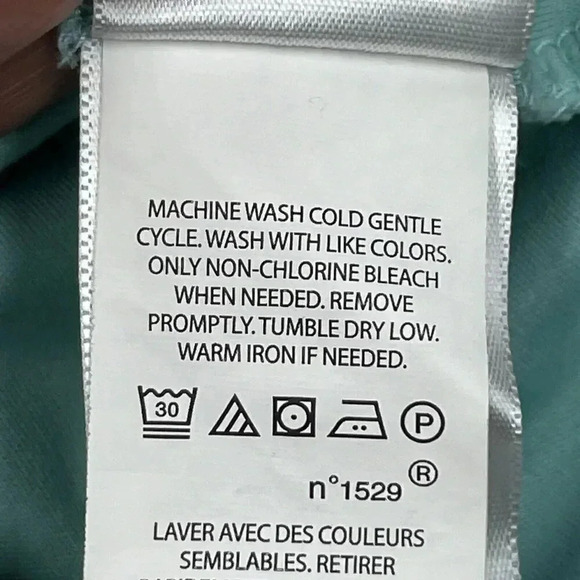 MACHINE WASH COLD GENTLE
CYCLE. WASH WITH LIKE COLORS.
ONLY NON-CHLORINE BLEACH
WHEN NEEDED. REMOVE
PROMPTLY. TUMBLE DRY LOW.
WARM IRON IF NEEDED.
30 P
n°1529 ®
LAVER AVEC DES COULEURS
SEMBLABLES. RETIRER